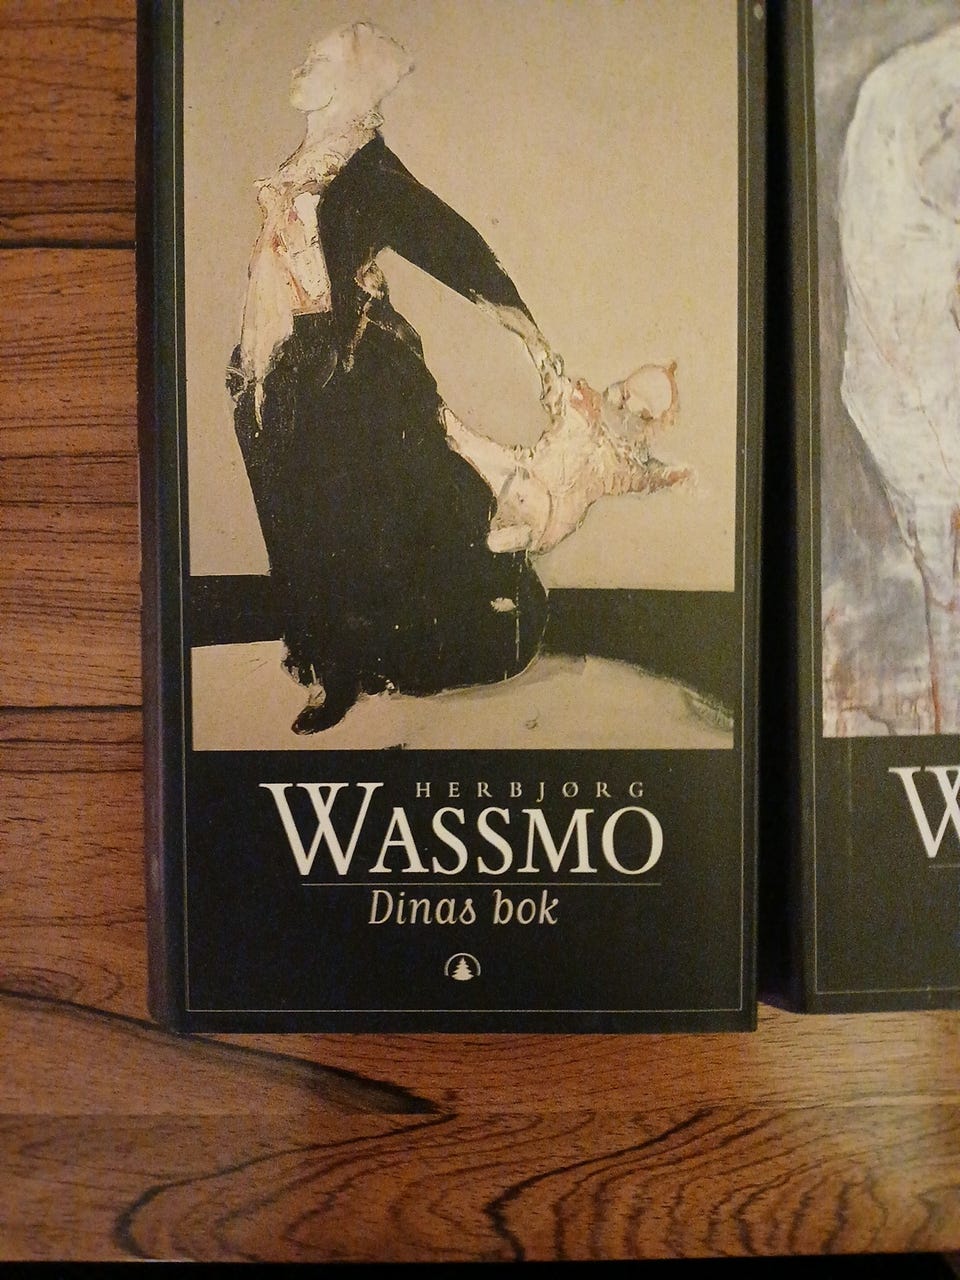 HERBJØRG
WASSMO
Dinas bok
W